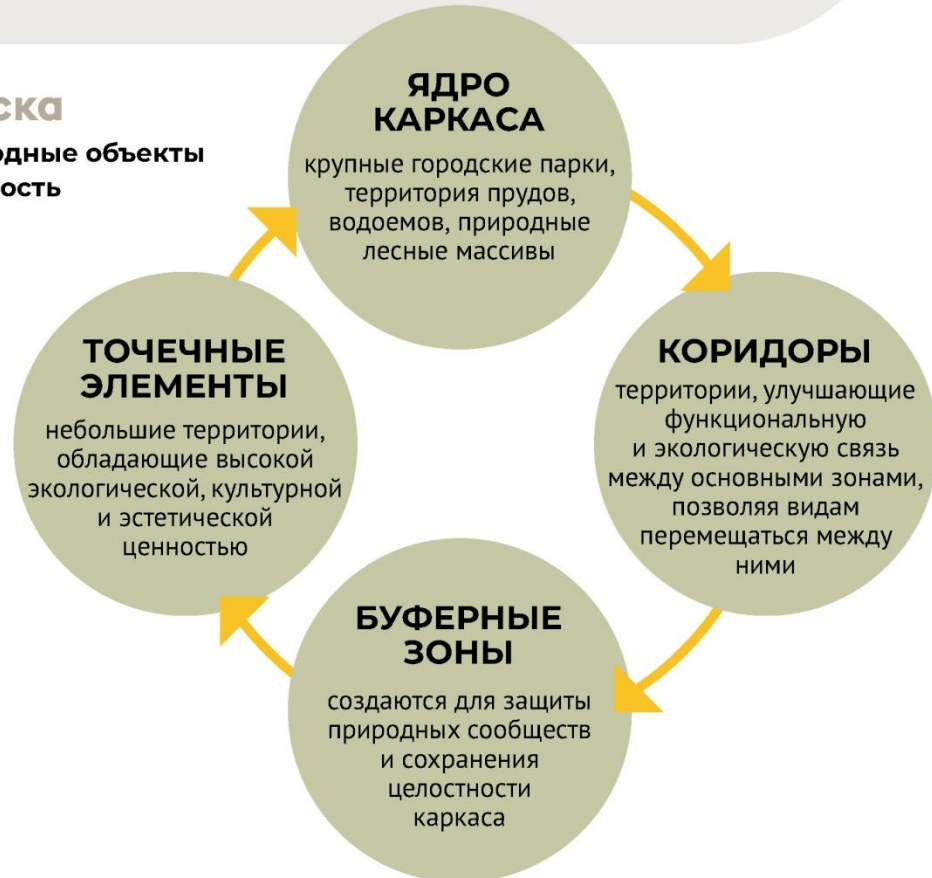 ска
одные объекты
ость
ЯДРО
КАРКАСА
крупные городские парки,
территория прудов,
водоемов, природные
лесные массивы
КОРИДОРЫ
территории, улучшающие
функциональную
и экологическую связь
между основными зонами,
позволяя видам
перемещаться между
ними
БУФЕРНЫЕ
ЗОНЫ
создаются для защиты
природных сообществ
и сохранения
целостности
каркаса
ТОЧЕЧНЫЕ
ЭЛЕМЕНТЫ
небольшие территории,
обладающие высокой
экологической, культурной
и эстетической
ценностью